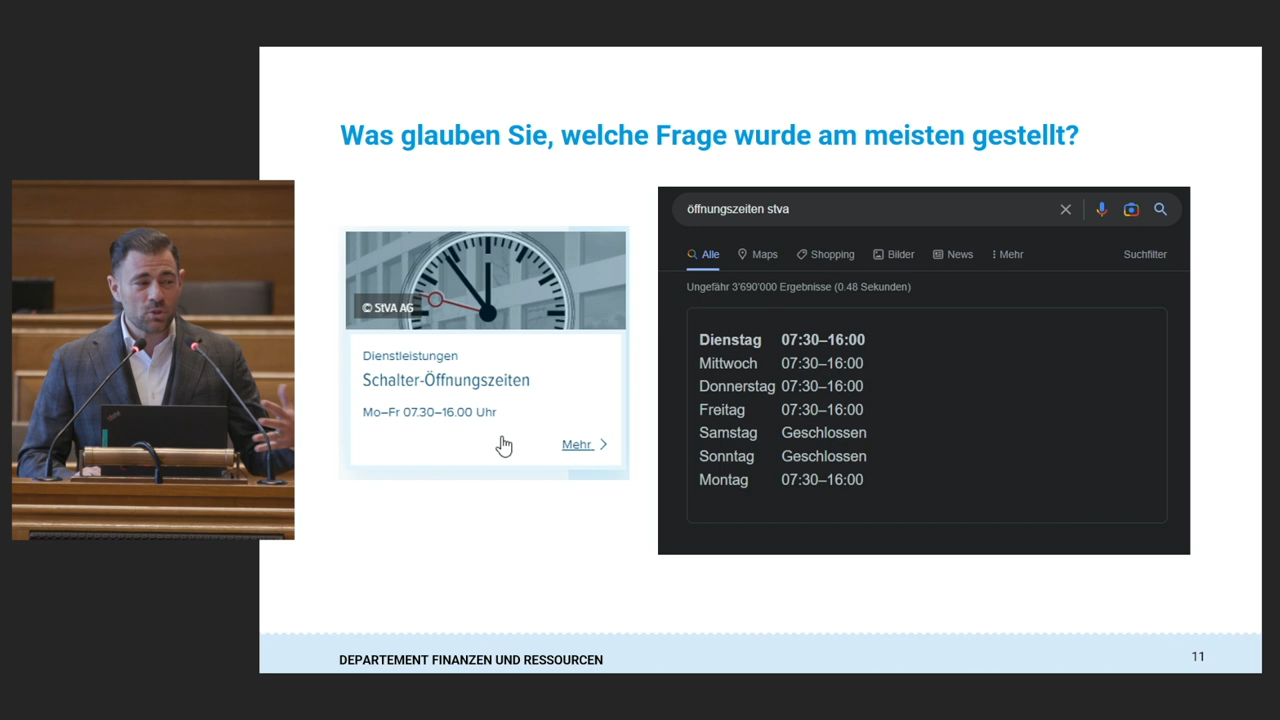 Was glauben Sie, welche Frage wurde am meisten gestellt?
© StVA AG
Dienstleistungen
Schalter-Öffnungszeiten
Mo–Fr 07.30–16.00 Uhr
Mehr
öffnungszeiten stva
Alle Maps Shopping Bilder News Mehr Suchfilter
Ungefähr 3'690'000 Ergebnisse (0.48 Sekunden)
Dienstag 07:30–16:00
Mittwoch 07:30–16:00
Donnerstag 07:30–16:00
Freitag 07:30–16:00
Samstag Geschlossen
Sonntag Geschlossen
Montag 07:30–16:00
DEPARTEMENT FINANZEN UND RESSOURCEN
11